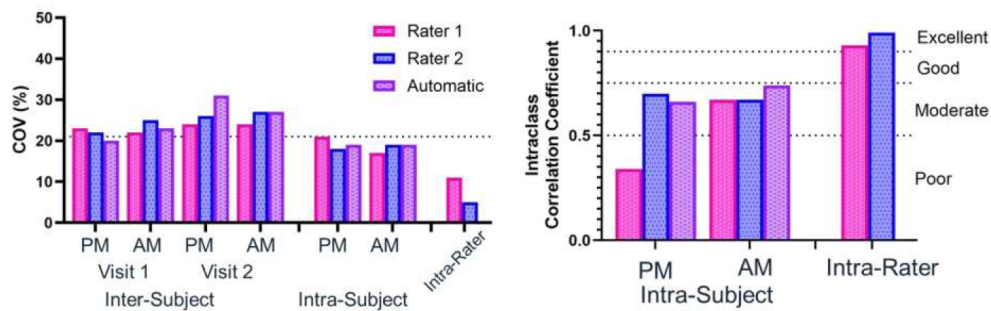 COV (%)
50
40
30
20
10
0
Rater 1
Rater 2
Automatic
PM AM PM AM PM AM Intra-Rater
Visit 1 Visit 2
Inter-Subject Intra-Subject
Intraclass
Correlation Coefficient
1.0
0.5
0.0
Excellent
Good
Moderate
Poor
PM AM Intra-Rater
Intra-Subject